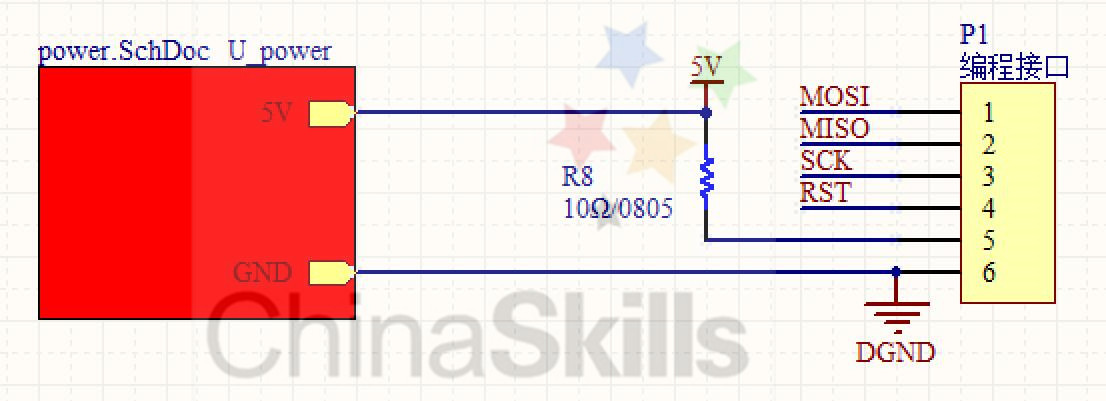 power.SchDoc U_power
5V
GND
5V
R8
10Ω/0805
MOSI
MISO
SCK
RST
P1
编程接口
1
2
3
4
5
6
DGND
ChinaSkills